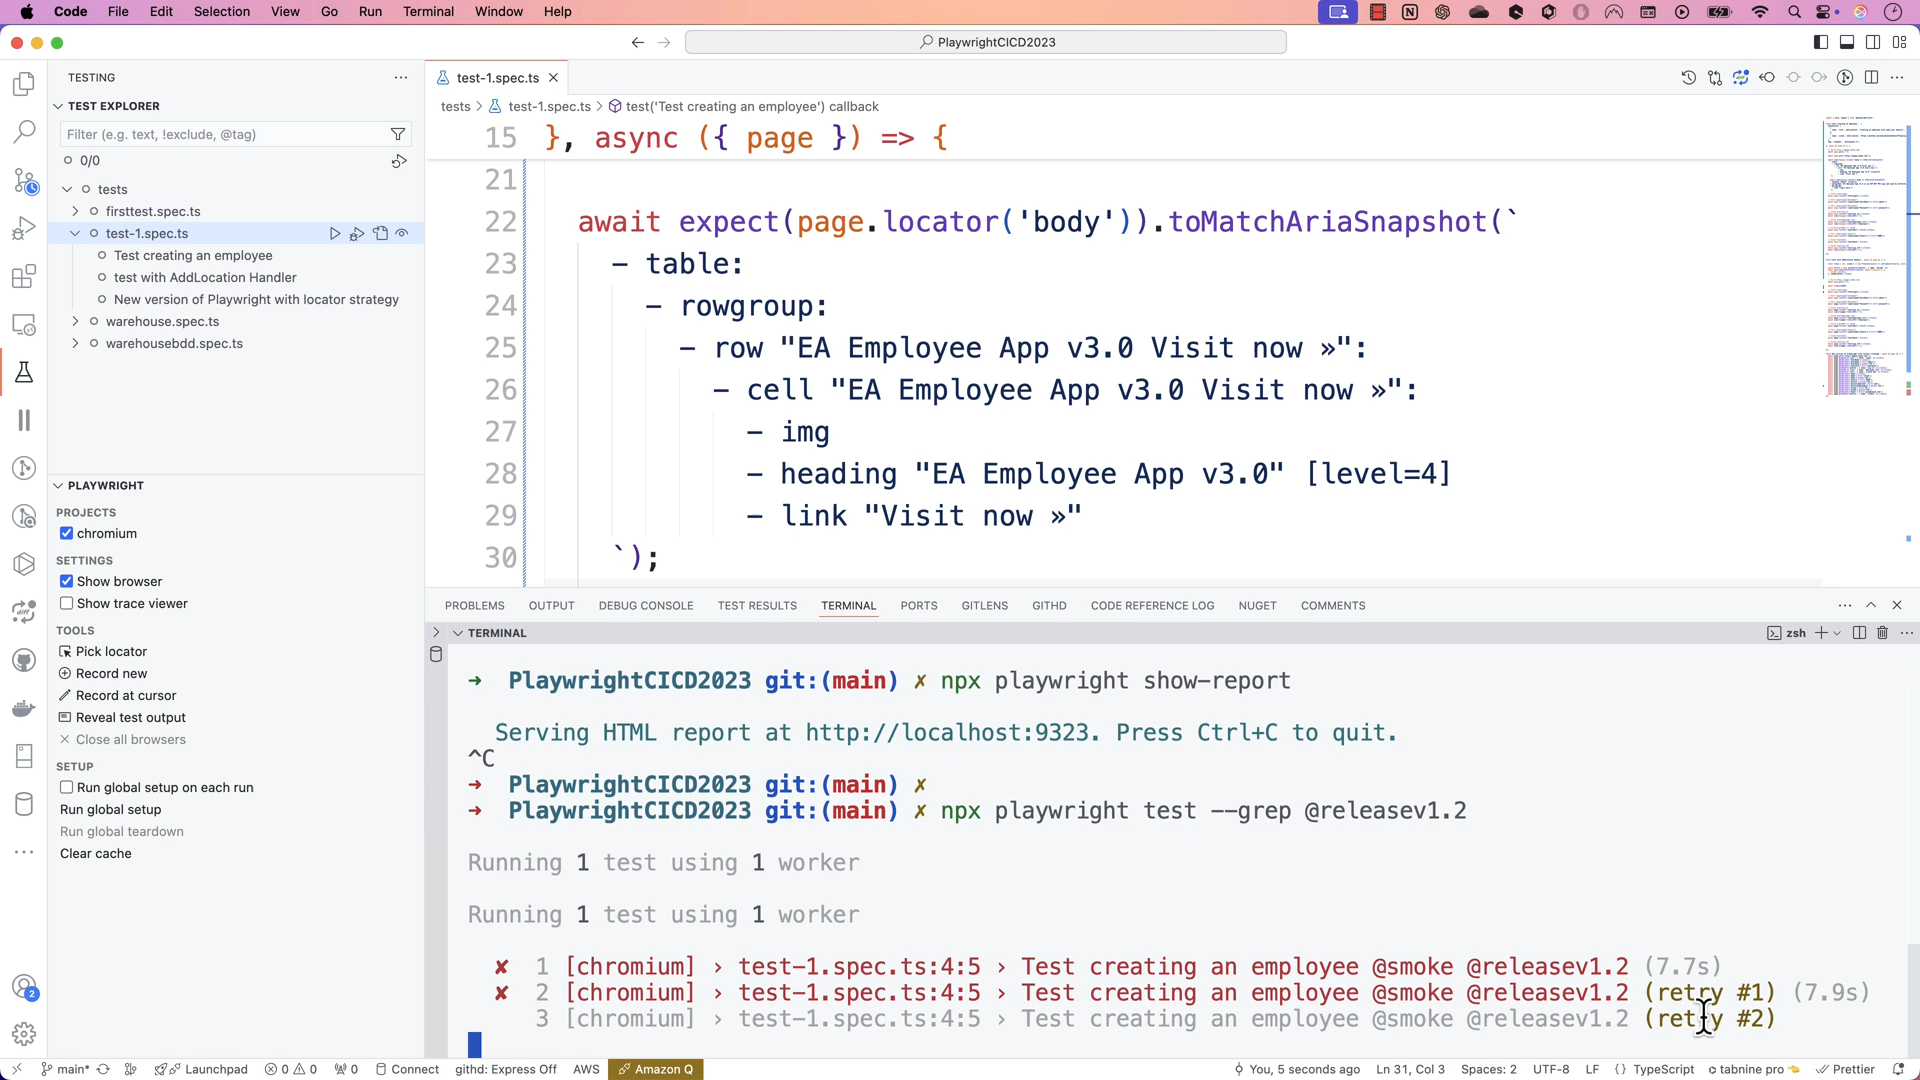 Code File Edit Selection View Go Run Terminal Window Help
PlaywrightCICD2023
TESTING
TEST EXPLORER
Filter (e.g. text, !exclude, @tag)
0/0
tests
firsttest.spec.ts
test-1.spec.ts
Test creating an employee
test with AddLocation Handler
New version of Playwright with locator strategy
warehouse.spec.ts
warehousebdd.spec.ts
PLAYWRIGHT
PROJECTS
chromium
SETTINGS
Show browser
Show trace viewer
TOOLS
Pick locator
Record new
Record at cursor
Reveal test output
Close all browsers
SETUP
Run global setup on each run
Run global setup
Run global teardown
Clear cache
2
test-1.spec.ts
tests > test-1.spec.ts > test('Test creating an employee') callback
15 }, async ({ page }) => {
21
22 await expect(page.locator('body')).toMatchAriaSnapshot(`
23 - table:
24 - rowgroup:
25 - row "EA Employee App v3.0 Visit now »":
26 - cell "EA Employee App v3.0 Visit now »":
27 - img
28 - heading "EA Employee App v3.0" [level=4]
29 - link "Visit now »"
30 `);
PROBLEMS OUTPUT DEBUG CONSOLE TEST RESULTS TERMINAL PORTS GITLENS GITHD CODE REFERENCE LOG NUGET COMMENTS
TERMINAL zsh
→ PlaywrightCICD2023 git:(main) ✗ npx playwright show-report
Serving HTML report at http://localhost:9323. Press Ctrl+C to quit.
^C
→ PlaywrightCICD2023 git:(main) ✗
→ PlaywrightCICD2023 git:(main) ✗ npx playwright test --grep @releasev1.2
Running 1 test using 1 worker
Running 1 test using 1 worker
✘ 1 [chromium] › test-1.spec.ts:4:5 › Test creating an employee @smoke @releasev1.2 (7.7s)
✘ 2 [chromium] › test-1.spec.ts:4:5 › Test creating an employee @smoke @releasev1.2 (retry #1) (7.9s)
3 [chromium] › test-1.spec.ts:4:5 › Test creating an employee @smoke @releasev1.2 (retry #2)
main* Launchpad 0 0 0 Connect githd: Express Off AWS Amazon Q You, 5 seconds ago Ln 31, Col 3 Spaces: 2 UTF-8 LF {} TypeScript tabnine pro Prettier